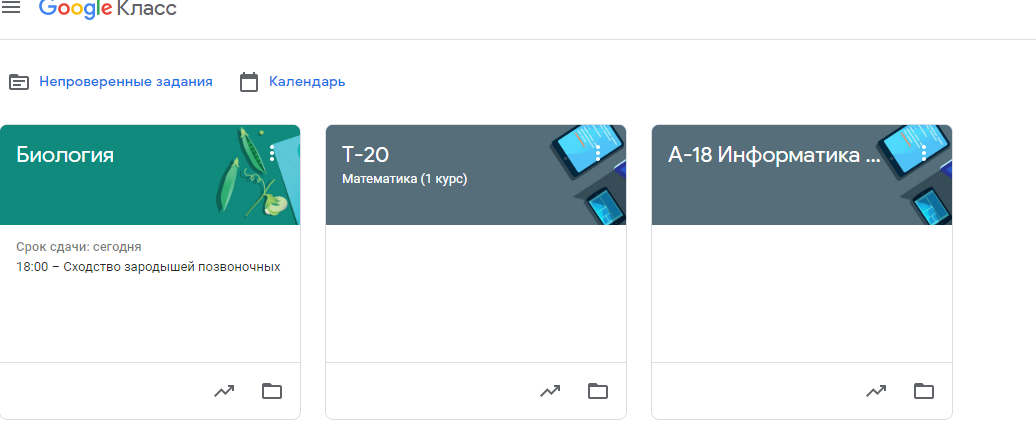 Google Класс
Непроверенные задания
Календарь
Биология
Срок сдачи: сегодня
18:00 – Сходство зародышей позвоночных
Т-20
Математика (1 курс)
А-18 Информатика ...